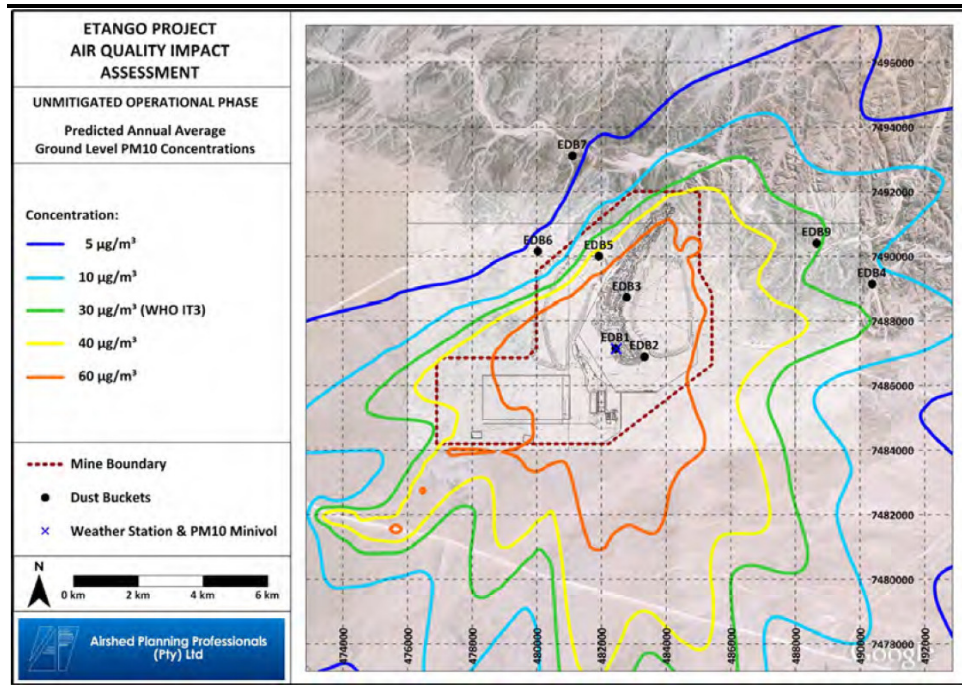 ETANGO PROJECT
AIR QUALITY IMPACT
ASSESSMENT
UNMITIGATED OPERATIONAL PHASE
Predicted Annual Average
Ground Level PM10 Concentrations
Concentration:
5 µg/m³
10 µg/m³
30 µg/m³ (WHO IT3)
40 µg/m³
60 µg/m³
Mine Boundary
Dust Buckets
Weather Station & PM10 Minivol
N
0 km 2 km 4 km 6 km
Airshed Planning Professionals
(Pty) Ltd
7496000
7494000
EDB7
7492000
EDB9
EDB6
EDB5
7490000
EDB4
EDB3
7488000
EDB1
EDB2
7486000
7484000
7482000
7480000
7478000
474000
476000
478000
480000
482000
484000
486000
488000
490000
492000
Google